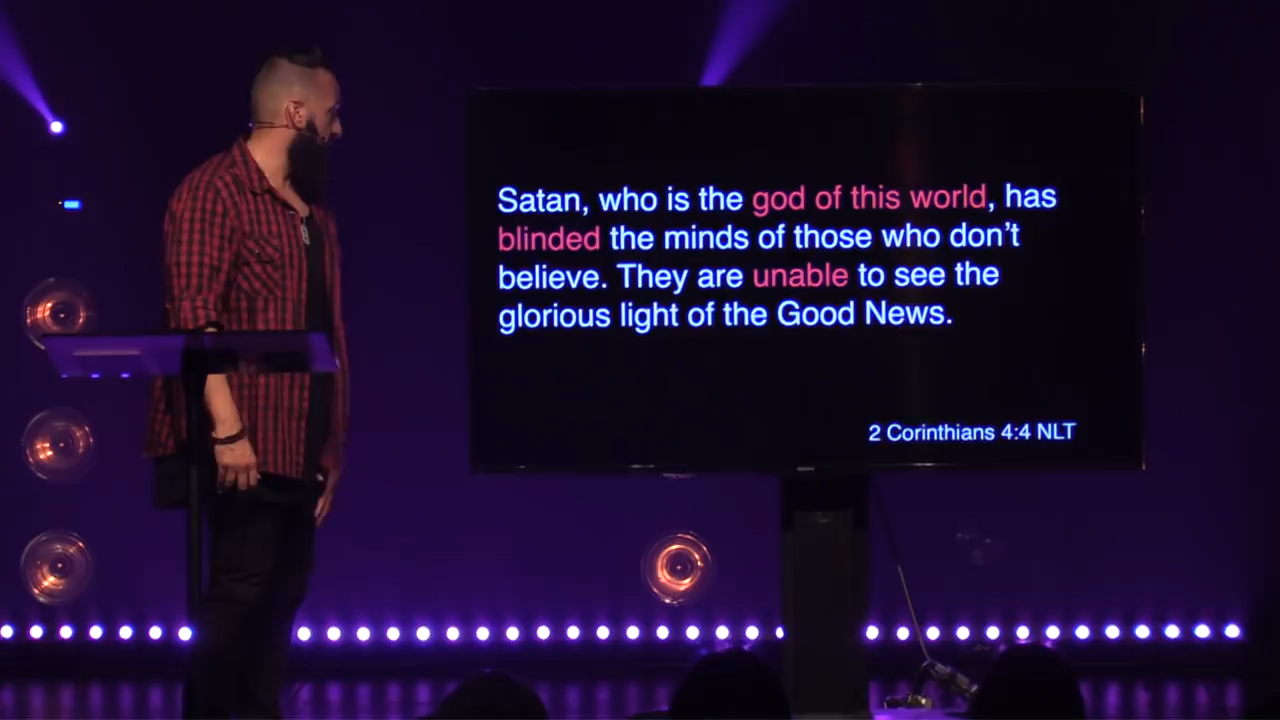 Satan, who is the god of this world, has
blinded the minds of those who don't
believe. They are unable to see the
glorious light of the Good News.
2 Corinthians 4:4 NLT